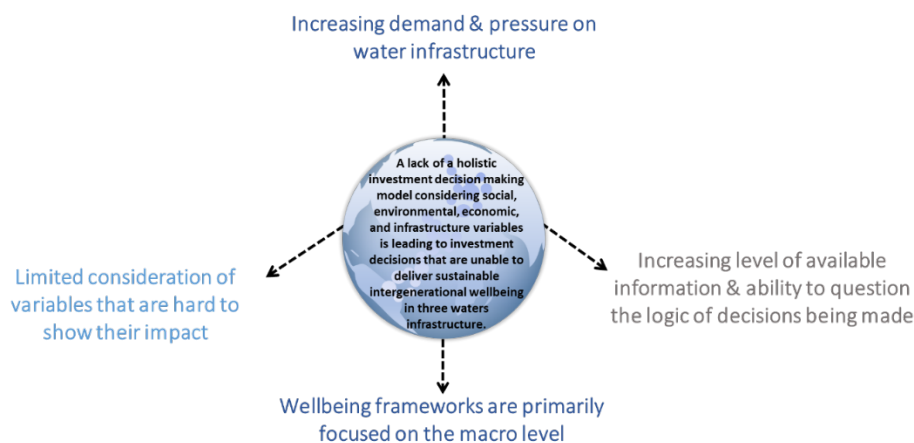 Increasing demand & pressure on
water infrastructure
A lack of a holistic
investment decision making
model considering social,
environmental, economic,
and infrastructure variables
is leading to investment
decisions that are unable to
deliver sustainable
intergenerational wellbeing
in three waters
infrastructure.
Limited consideration of
variables that are hard to
show their impact
Increasing level of available
information & ability to question
the logic of decisions being made
Wellbeing frameworks are primarily
focused on the macro level